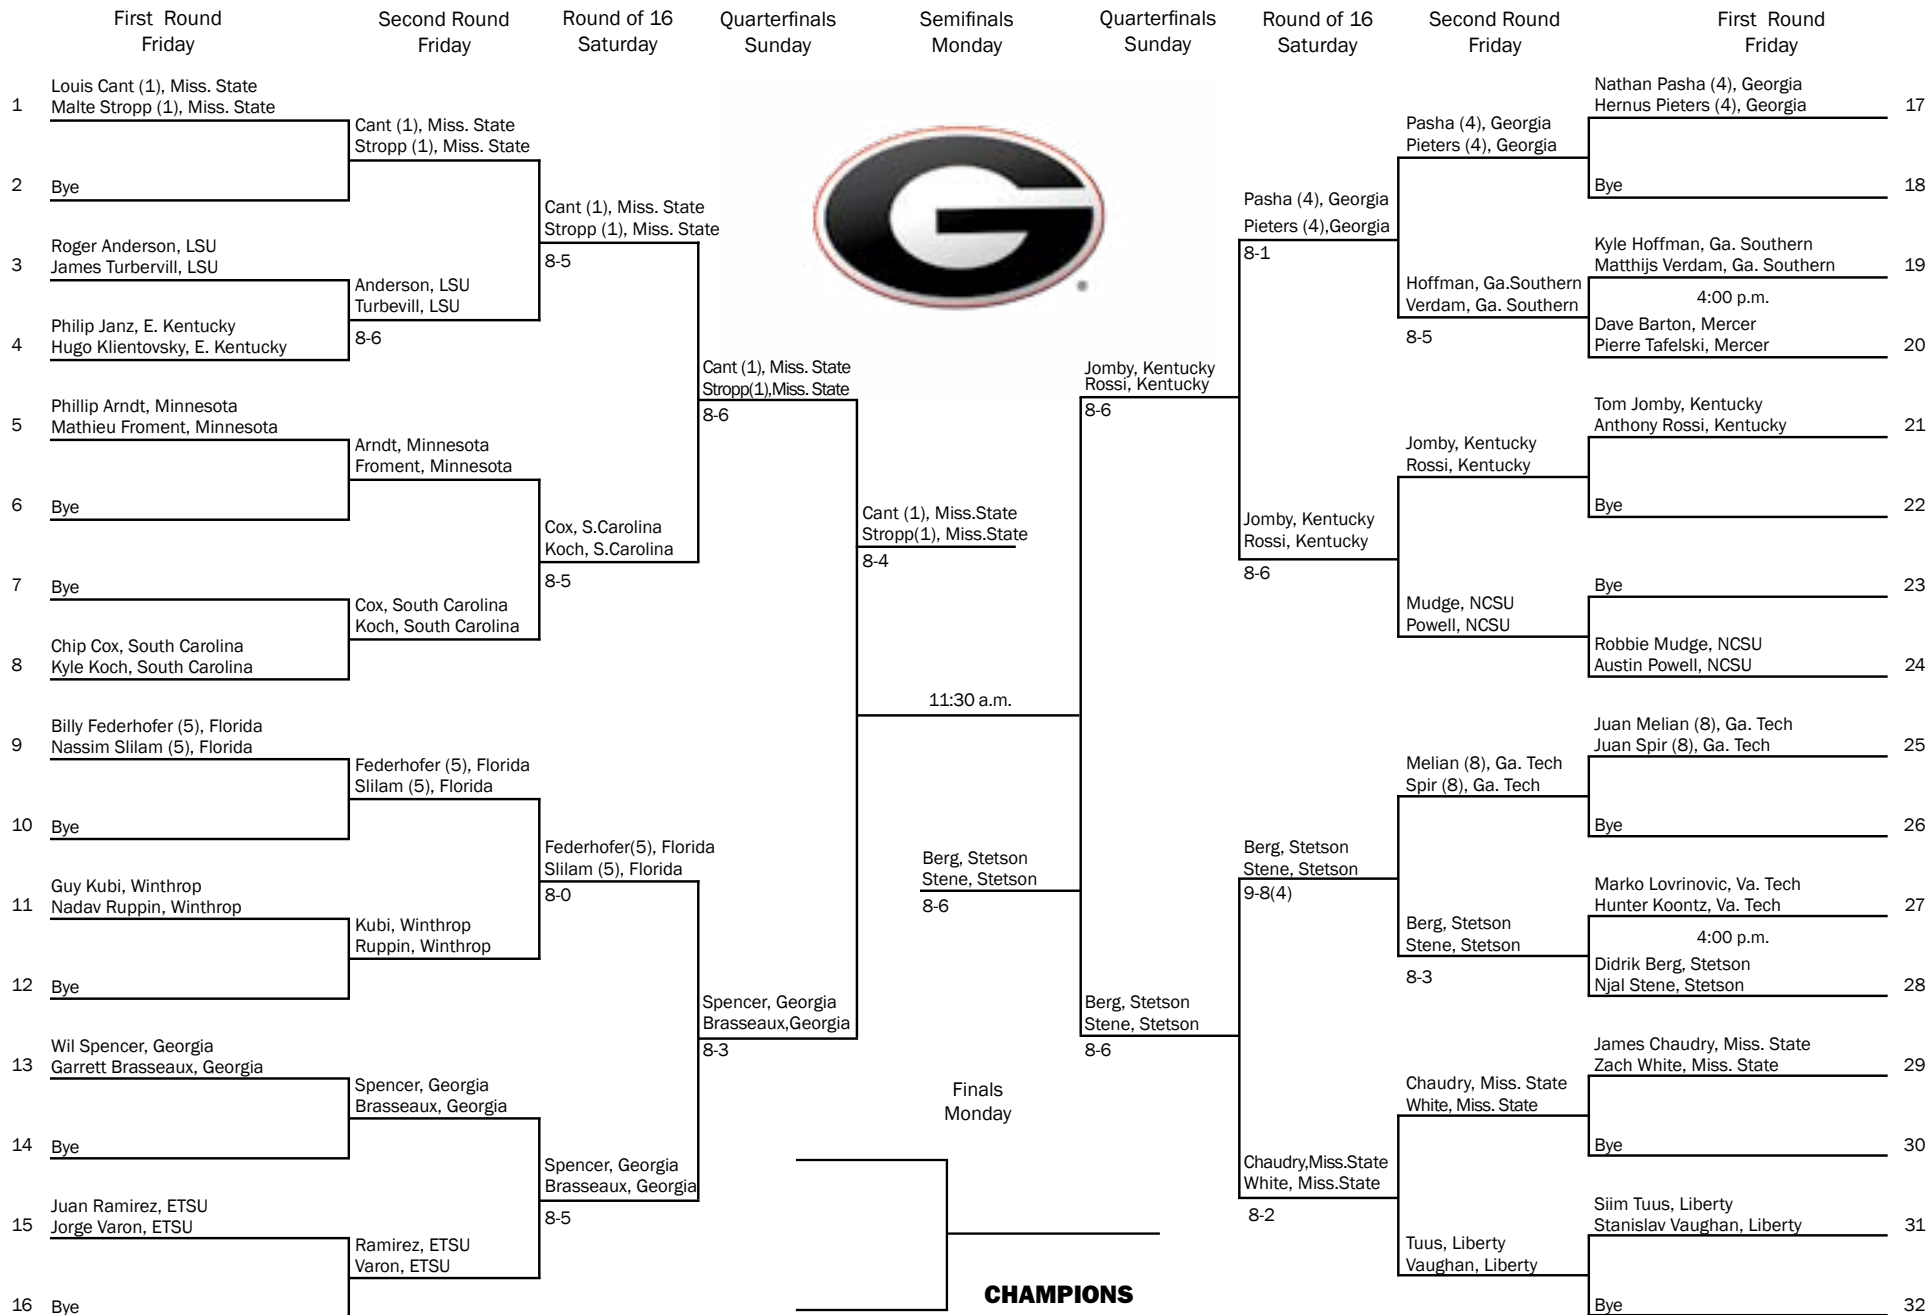 First Round
Friday
Second Round
Friday
Round of 16
Saturday
Quarterfinals
Sunday
Semifinals
Monday
Quarterfinals
Sunday
Round of 16
Saturday
Second Round
Friday
First Round
Friday
1
Louis Cant (1), Miss. State
Malte Stropp (1), Miss. State
2
Bye
3
Roger Anderson, LSU
James Turbervill, LSU
4
Philip Janz, E. Kentucky
Hugo Klientovsky, E. Kentucky
5
Phillip Arndt, Minnesota
Mathieu Froment, Minnesota
6
Bye
7
Bye
8
Chip Cox, South Carolina
Kyle Koch, South Carolina
9
Billy Federhofer (5), Florida
Nassim Slilam (5), Florida
10
Bye
11
Guy Kubi, Winthrop
Nadav Ruppin, Winthrop
12
Bye
13
Wil Spencer, Georgia
Garrett Brasseaux, Georgia
14
Bye
15
Juan Ramirez, ETSU
Jorge Varon, ETSU
16
Bye
Cant (1), Miss. State
Stropp (1), Miss. State
Anderson, LSU
Turbevill, LSU
8-6
Arndt, Minnesota
Froment, Minnesota
Cox, South Carolina
Koch, South Carolina
Federhofer (5), Florida
Slilam (5), Florida
Kubi, Winthrop
Ruppin, Winthrop
Spencer, Georgia
Brasseaux, Georgia
Ramirez, ETSU
Varon, ETSU
Cant (1), Miss. State
Stropp (1), Miss. State
8-5
Cox, S.Carolina
Koch, S.Carolina
8-5
Federhofer(5), Florida
Slilam (5), Florida
8-0
Spencer, Georgia
Brasseaux, Georgia
8-5
Cant (1), Miss. State
Stropp(1),Miss. State
8-6
Spencer, Georgia
Brasseaux,Georgia
8-3
G
®
Cant (1), Miss.State
Stropp(1), Miss.State
8-4
11:30 a.m.
Berg, Stetson
Stene, Stetson
8-6
Finals
Monday
CHAMPIONS
Jomby, Kentucky
Rossi, Kentucky
8-6
Berg, Stetson
Stene, Stetson
8-6
Pasha (4), Georgia
Pieters (4),Georgia
8-1
Jomby, Kentucky
Rossi, Kentucky
8-6
Berg, Stetson
Stene, Stetson
9-8(4)
Chaudry,Miss.State
White, Miss.State
8-2
Pasha (4), Georgia
Pieters (4), Georgia
Hoffman, Ga.Southern
Verdam, Ga. Southern
8-5
Jomby, Kentucky
Rossi, Kentucky
Mudge, NCSU
Powell, NCSU
Melian (8), Ga. Tech
Spir (8), Ga. Tech
Berg, Stetson
Stene, Stetson
8-3
Chaudry, Miss. State
White, Miss. State
Tuus, Liberty
Vaughan, Liberty
Nathan Pasha (4), Georgia
Hernus Pieters (4), Georgia
17
Bye
18
Kyle Hoffman, Ga. Southern
Matthijs Verdam, Ga. Southern
19
4:00 p.m.
Dave Barton, Mercer
Pierre Tafelski, Mercer
20
Tom Jomby, Kentucky
Anthony Rossi, Kentucky
21
Bye
22
Bye
23
Robbie Mudge, NCSU
Austin Powell, NCSU
24
Juan Melian (8), Ga. Tech
Juan Spir (8), Ga. Tech
25
Bye
26
Marko Lovrinovic, Va. Tech
Hunter Koontz, Va. Tech
27
4:00 p.m.
Didrik Berg, Stetson
Njal Stene, Stetson
28
James Chaudry, Miss. State
Zach White, Miss. State
29
Bye
30
Siim Tuus, Liberty
Stanislav Vaughan, Liberty
31
Bye
32